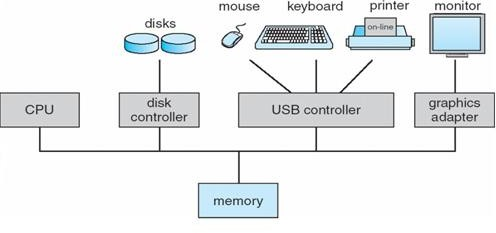 disks
mouse
keyboard
printer
monitor
on-line
CPU
disk
controller
USB controller
graphics
adapter
memory